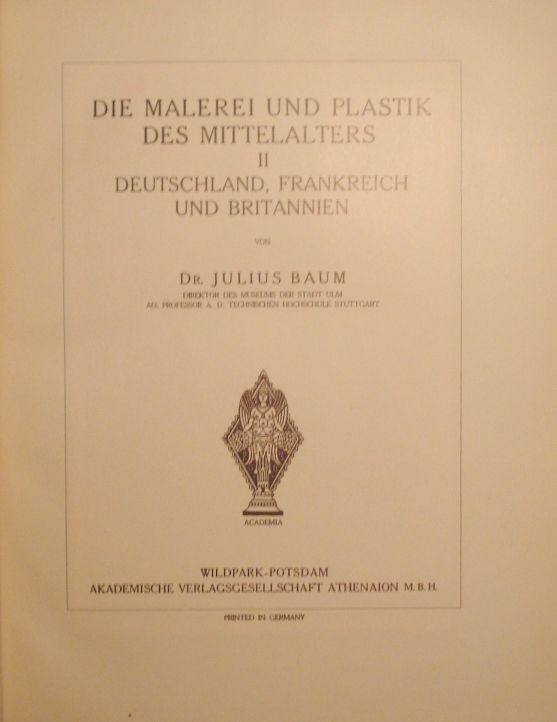 DIE MALEREI UND PLASTIK
DES MITTELALTERS
II
DEUTSCHLAND, FRANKREICH
UND BRITANNIEN
VON
DR. JULIUS BAUM
DIREKTOR DES MUSEUMS DER STADT ULM
AO. PROFESSOR A. D. TECHNISCHEN HOCHSCHULE STUTTGART
ACADEMIA
WILDPARK-POTSDAM
AKADEMISCHE VERLAGSGESELLSCHAFT ATHENAION M. B. H.
PRINTED IN GERMANY